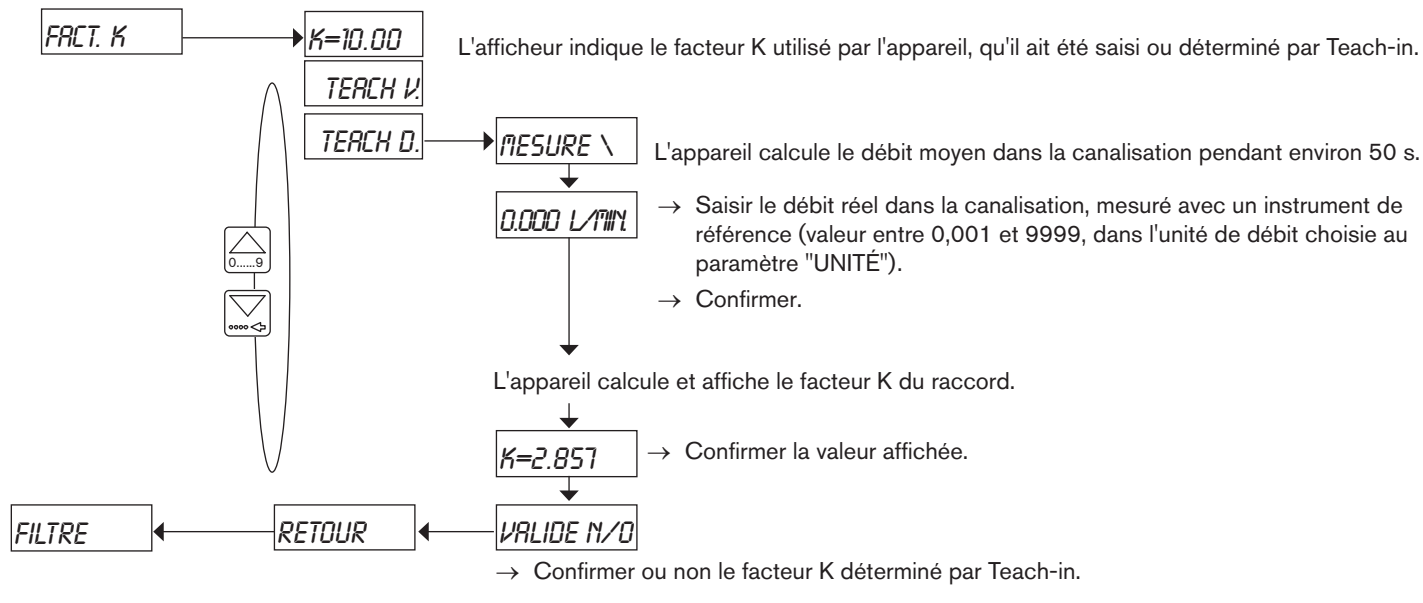 FACT. K
K=10.00
L'afficheur indique le facteur K utilisé par l'appareil, qu'il ait été saisi ou déterminé par Teach-in.
TEACH V.
TEACH D.
MESURE \
L'appareil calcule le débit moyen dans la canalisation pendant environ 50 s.
0.000 L/MIN.
→ Saisir le débit réel dans la canalisation, mesuré avec un instrument de
référence (valeur entre 0,001 et 9999, dans l'unité de débit choisie au
paramètre "UNITÉ").
→ Confirmer.
0......9
L'appareil calcule et affiche le facteur K du raccord.
K=2.857
→ Confirmer la valeur affichée.
FILTRE
RETOUR
VALIDE N/O
→ Confirmer ou non le facteur K déterminé par Teach-in.